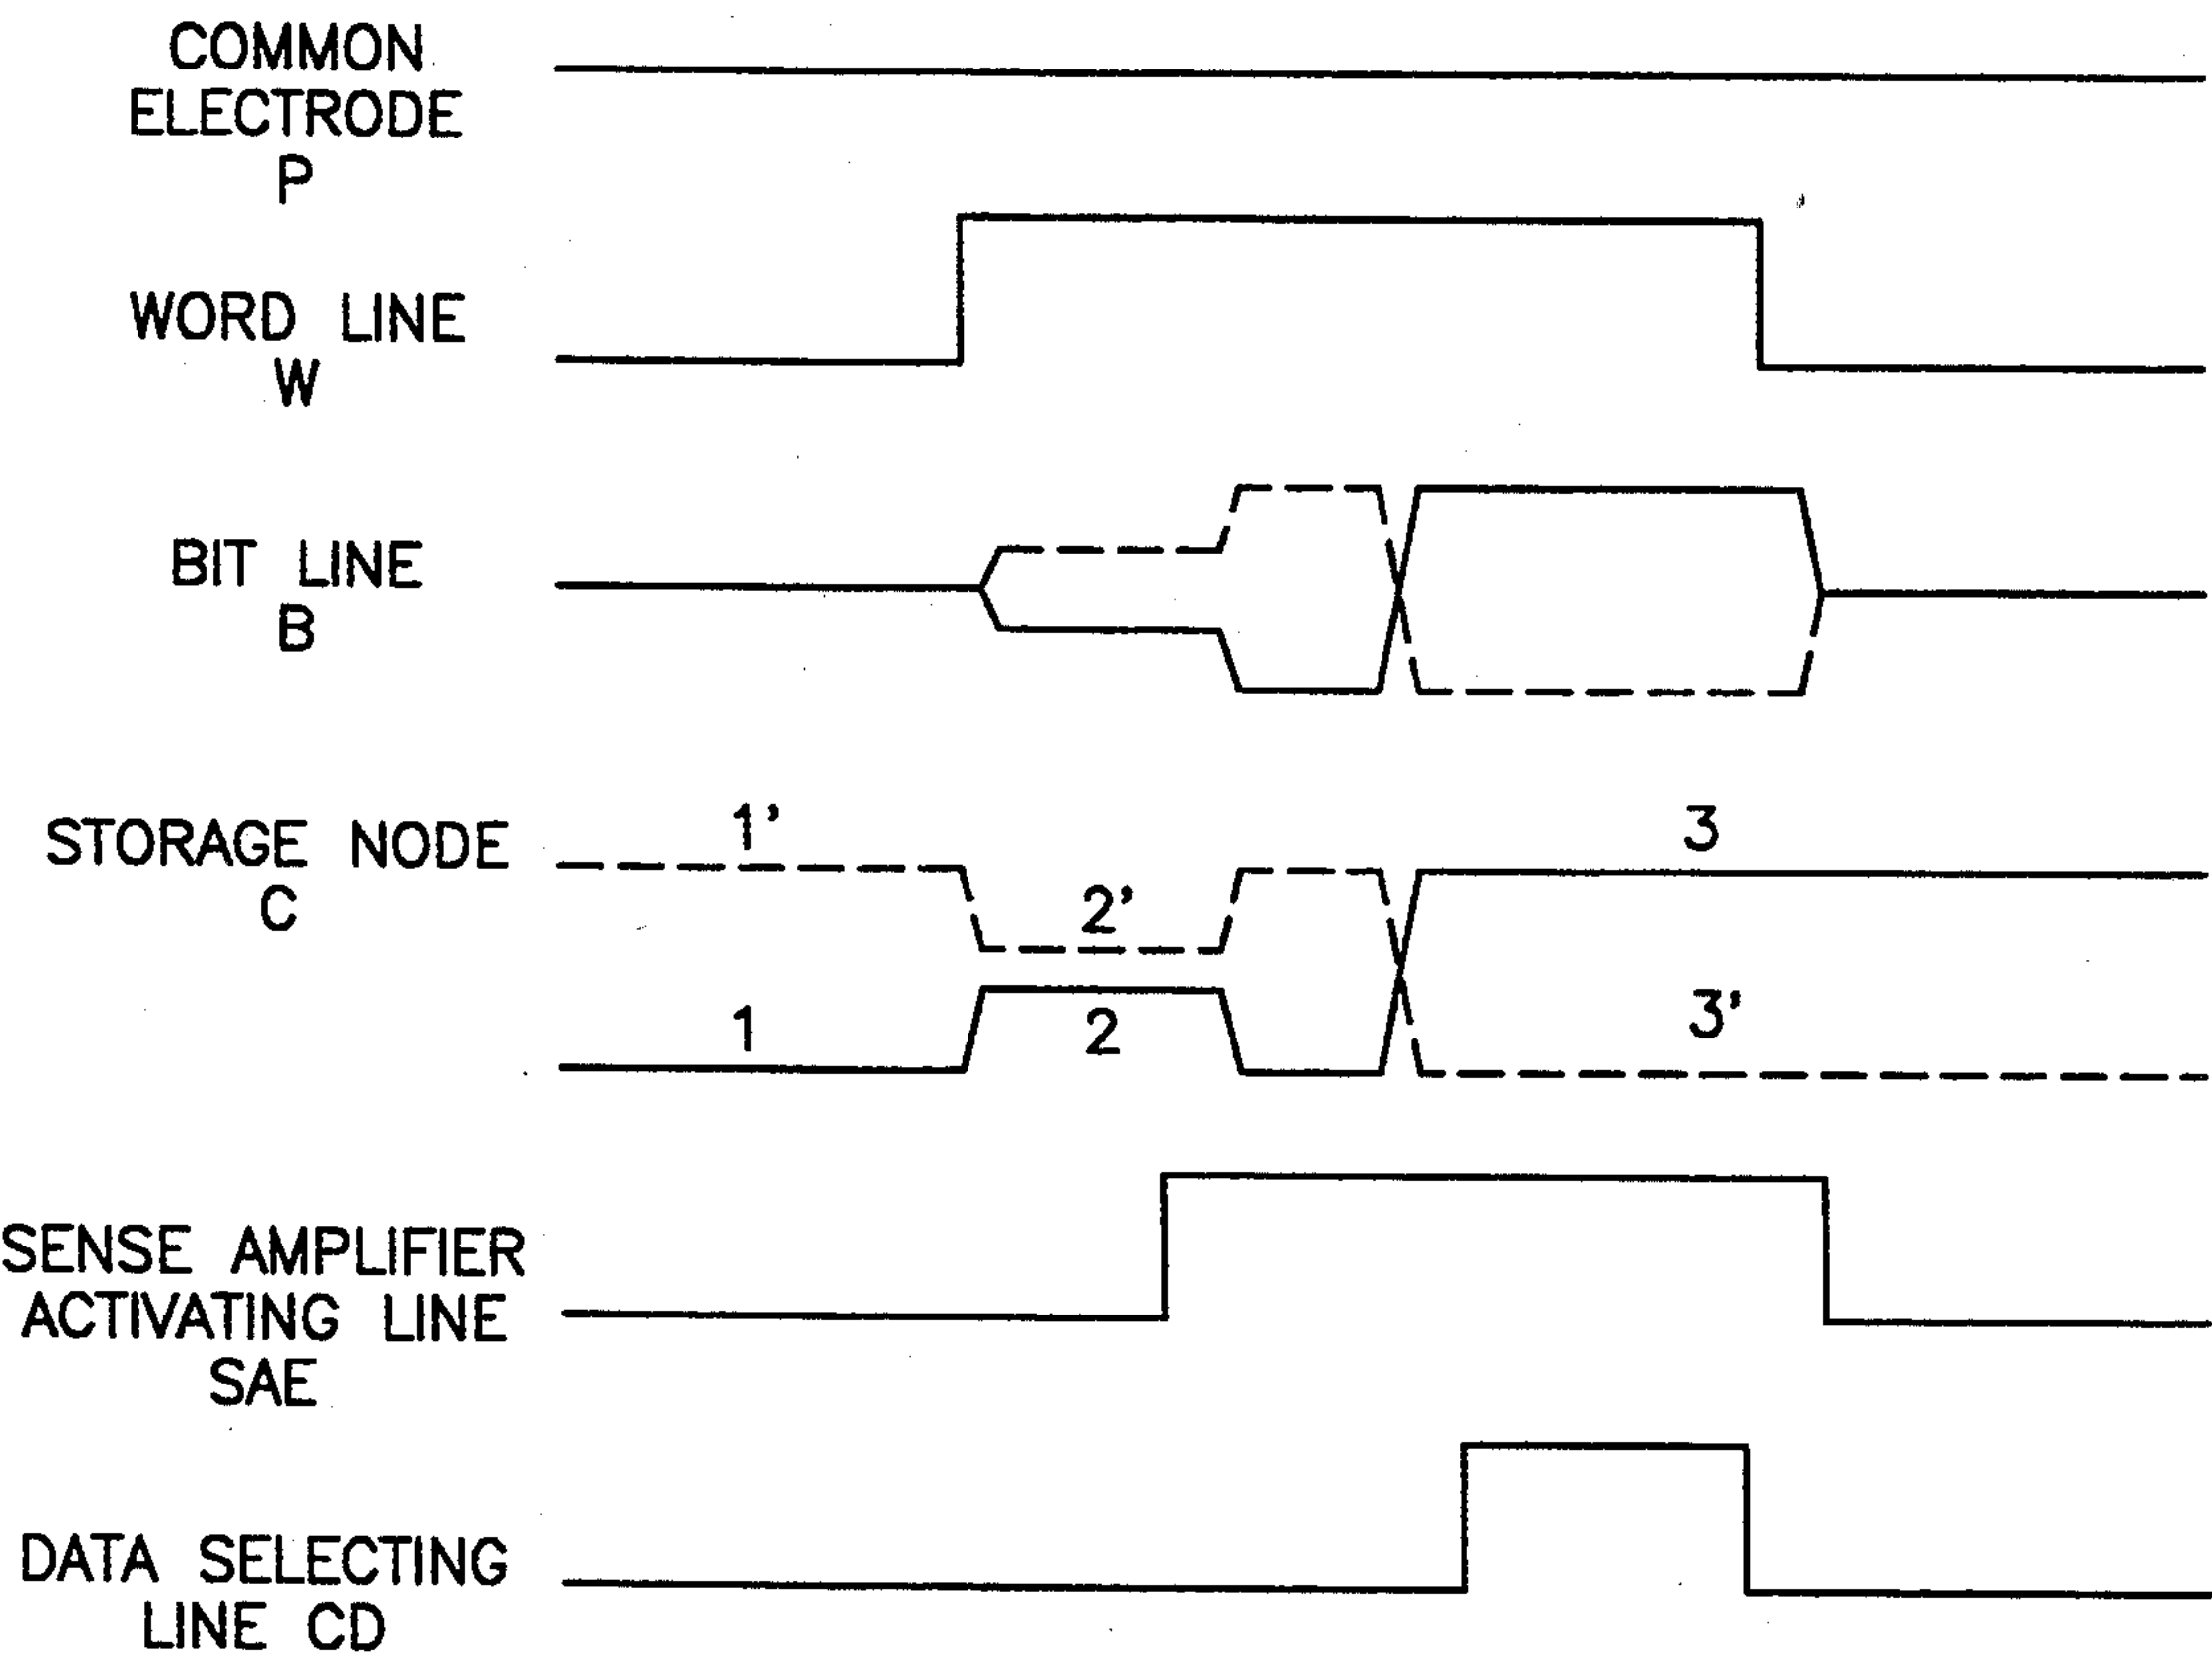 COMMON
ELECTRODE
P
WORD LINE
W
BIT LINE
B
STORAGE NODE
C
1'
3
2'
1
2
3'
SENSE AMPLIFIER
ACTIVATING LINE
SAE
DATA SELECTING
LINE CD